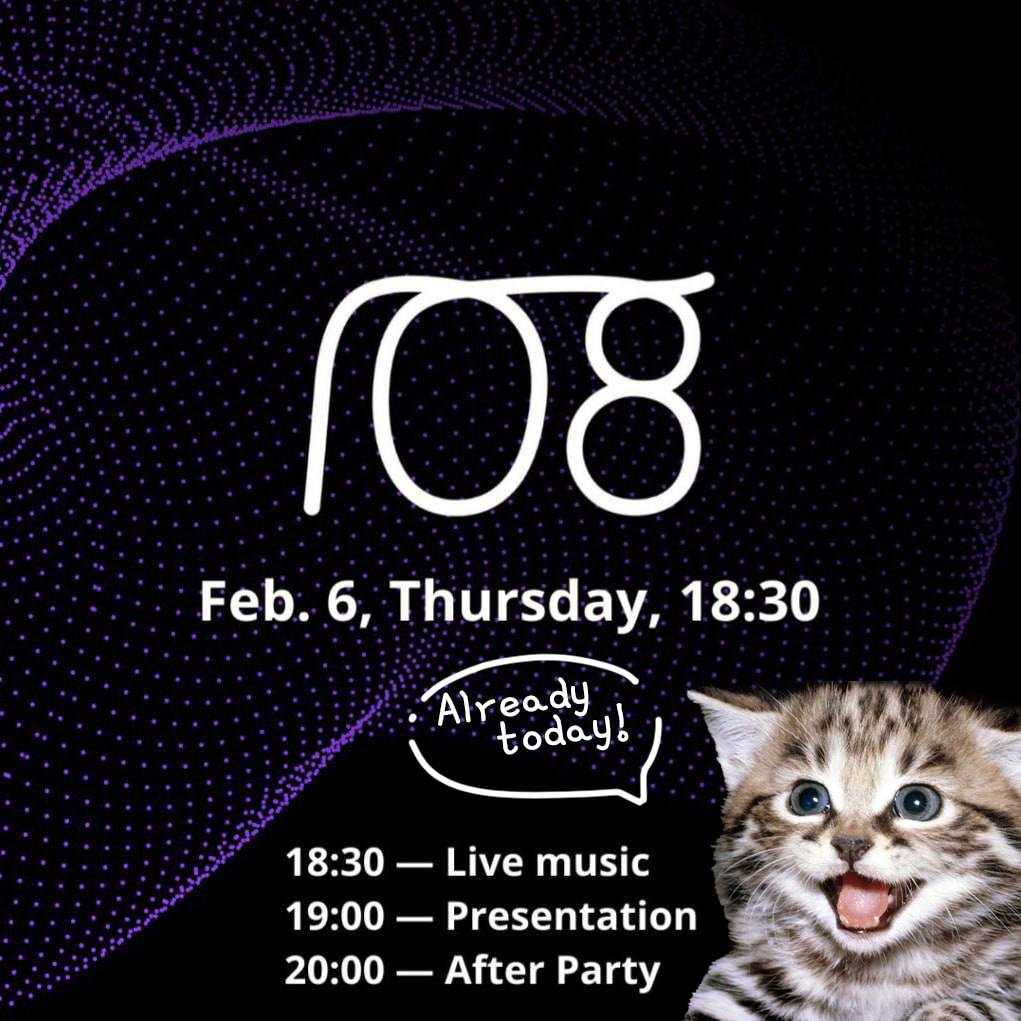 108
Feb. 6, Thursday, 18:30
Already
today!
18:30 — Live music
19:00 — Presentation
20:00 — After Party